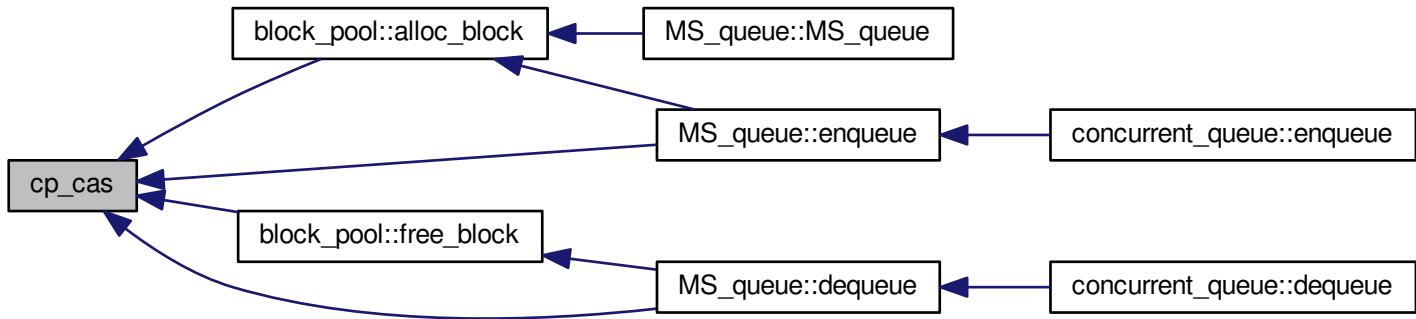 block_pool::alloc_block
MS_queue::MS_queue
MS_queue::enqueue
concurrent_queue::enqueue
cp_cas
block_pool::free_block
MS_queue::dequeue
concurrent_queue::dequeue